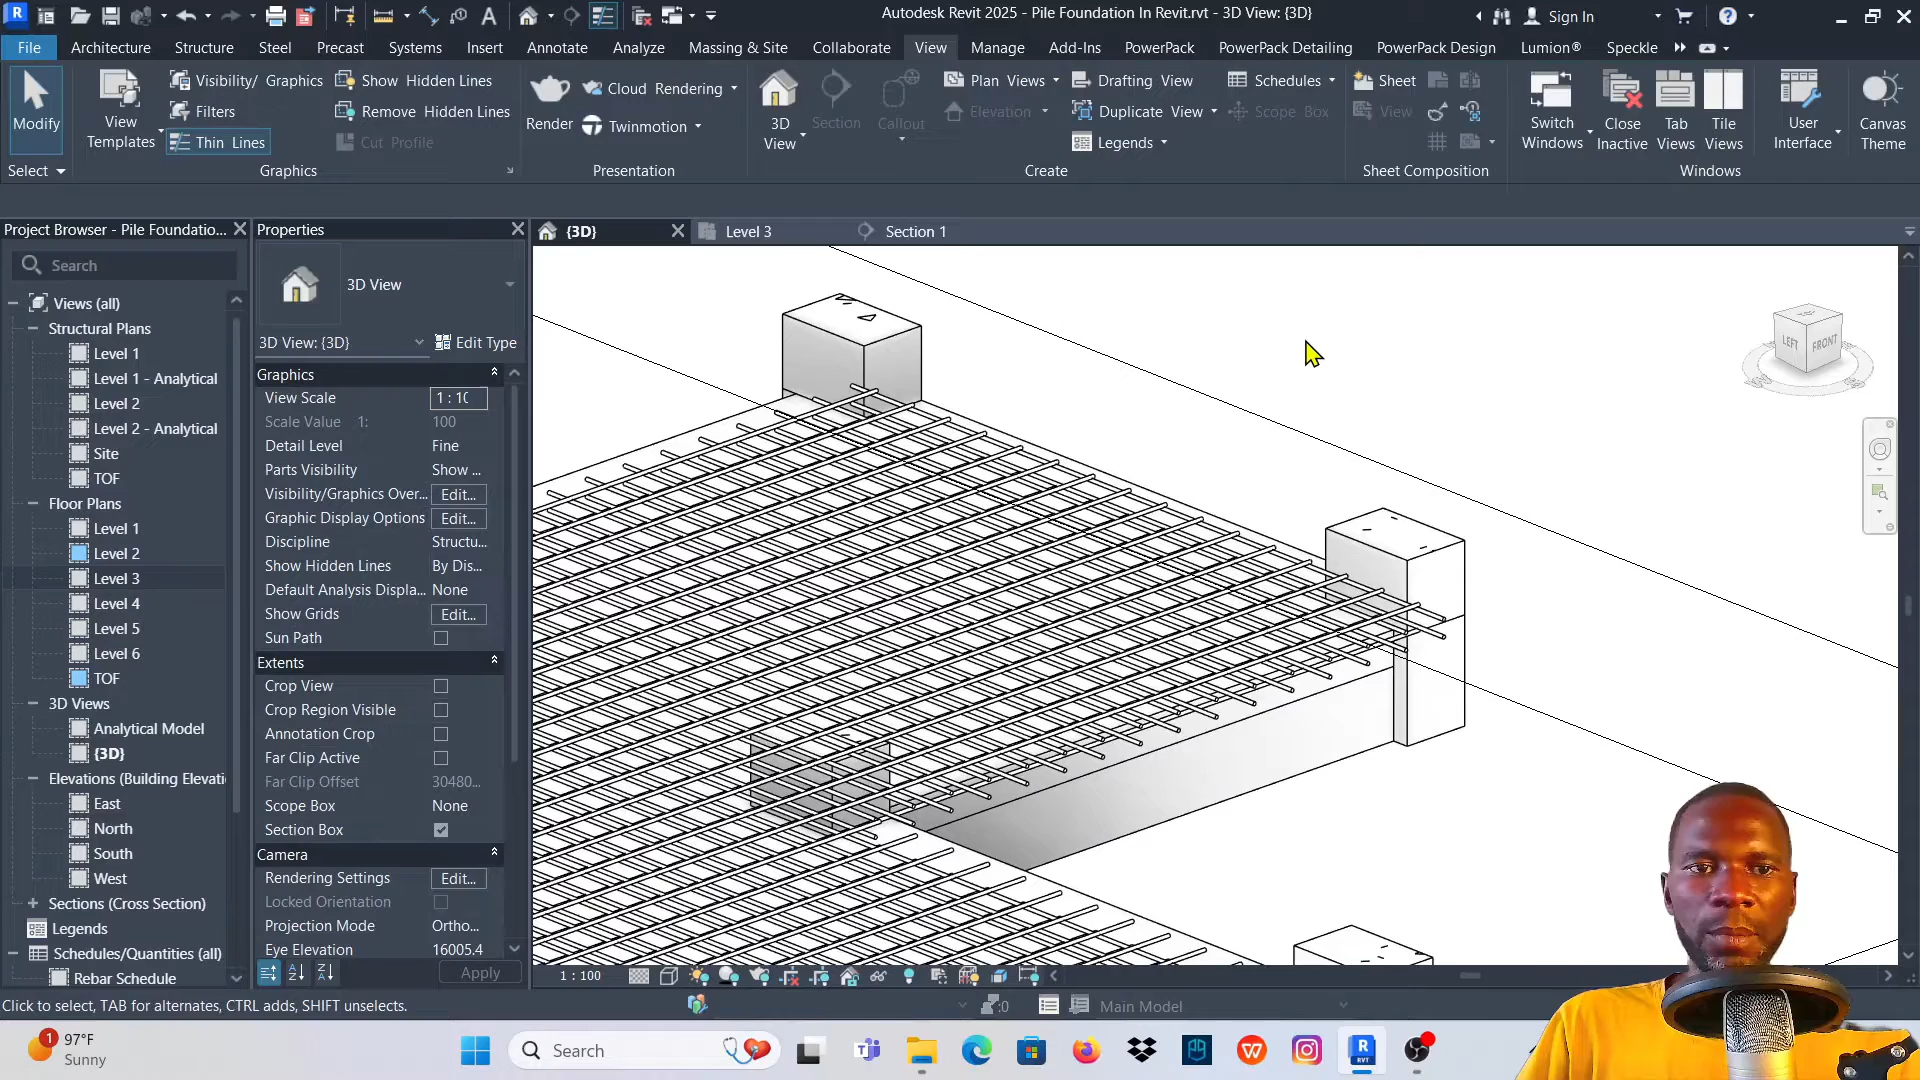 Autodesk Revit 2025 - Pile Foundation In Revit.rvt - 3D View: {3D}
Sign In
File Architecture Structure Steel Precast Systems Insert Annotate Analyze Massing & Site Collaborate View Manage Add-Ins PowerPack PowerPack Detailing PowerPack Design Lumion® Speckle
Modify
View Templates
Visibility/ Graphics
Filters
Thin Lines
Show Hidden Lines
Remove Hidden Lines
Cut Profile
Render
Cloud Rendering
Twinmotion
3D View
Section
Callout
Plan Views
Elevation
Drafting View
Duplicate View
Legends
Schedules
Scope Box
Sheet
View
Switch Windows
Close Inactive
Tab Views
Tile Views
User Interface
Canvas Theme
Select Graphics Presentation Create Sheet Composition Windows
Project Browser - Pile Foundatio...
Search
Views (all)
Structural Plans
Level 1
Level 1 - Analytical
Level 2
Level 2 - Analytical
Site
TOF
Floor Plans
Level 1
Level 2
Level 3
Level 4
Level 5
Level 6
TOF
3D Views
Analytical Model
{3D}
Elevations (Building Elevati
East
North
South
West
Sections (Cross Section)
Legends
Schedules/Quantities (all)
Rebar Schedule
Properties
3D View
3D View: {3D} Edit Type
Graphics
View Scale 1 : 10
Scale Value 1: 100
Detail Level Fine
Parts Visibility Show ...
Visibility/Graphics Over... Edit...
Graphic Display Options Edit...
Discipline Structu...
Show Hidden Lines By Dis...
Default Analysis Displa... None
Show Grids Edit...
Sun Path
Extents
Crop View
Crop Region Visible
Annotation Crop
Far Clip Active
Far Clip Offset 30480...
Scope Box None
Section Box
Camera
Rendering Settings Edit...
Locked Orientation
Projection Mode Ortho...
Eye Elevation 16005.4
Apply
{3D} Level 3 Section 1
TOP
LEFT FRONT
1 : 100
Click to select, TAB for alternates, CTRL adds, SHIFT unselects.
:0 Main Model
1
97°F
Sunny
Search